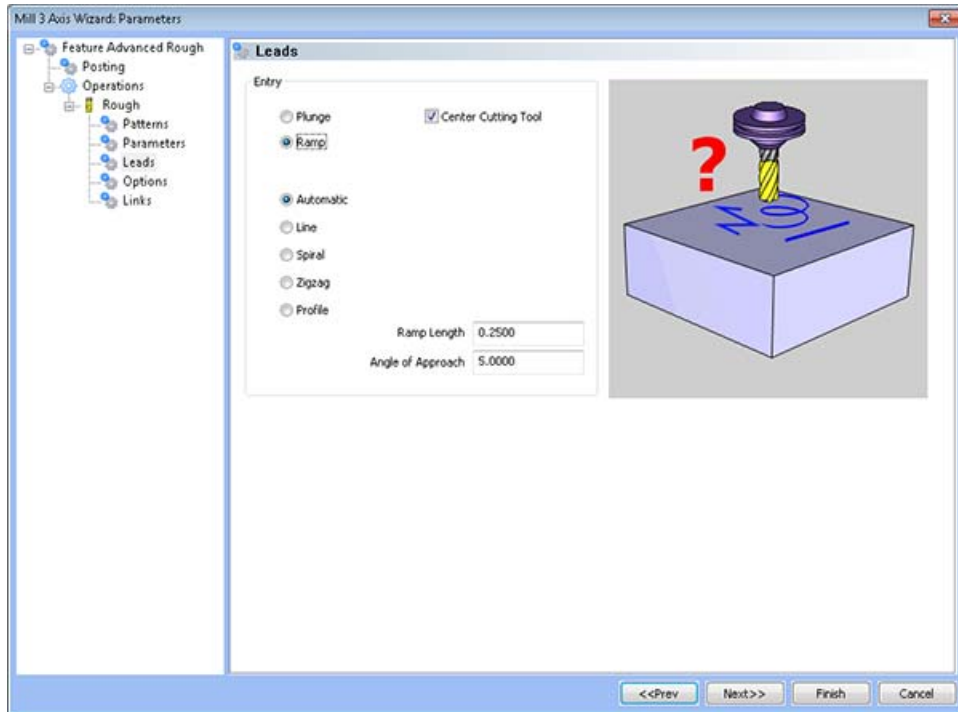 Mill 3 Axis Wizard: Parameters
Feature Advanced Rough
Posting
Operations
Rough
Patterns
Parameters
Leads
Options
Links
Leads
Entry
Plunge
Center Cutting Tool
Ramp
Automatic
Line
Spiral
Zigzag
Profile
Ramp Length 0.2500
Angle of Approach 5.0000
?
<<Prev
Next>>
Finish
Cancel